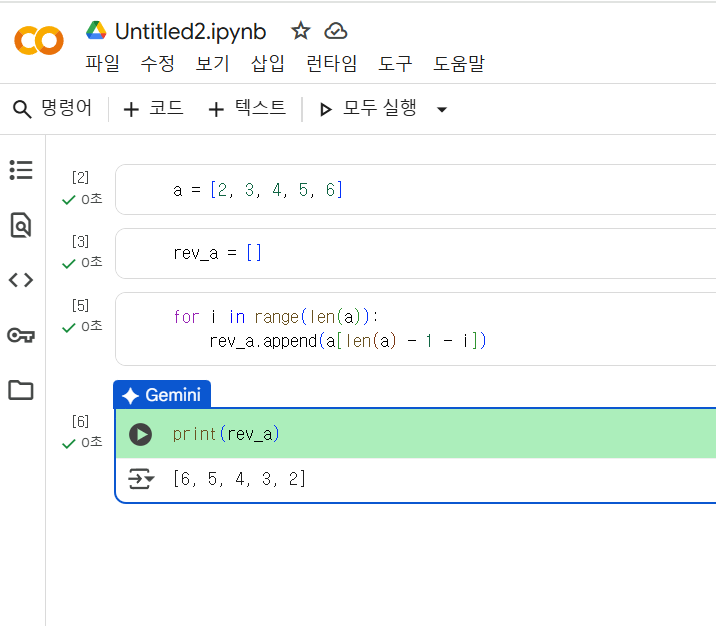 Untitled2.ipynb
파일 수정 보기 삽입 런타임 도구 도움말
명령어 + 코드 + 텍스트 모두 실행
[2]
0초
a = [2, 3, 4, 5, 6]
[3]
0초
rev_a = []
[5]
0초
for i in range(len(a)):
    rev_a.append(a[len(a) - 1 - i])
Gemini
[6]
0초
print(rev_a)
[6, 5, 4, 3, 2]